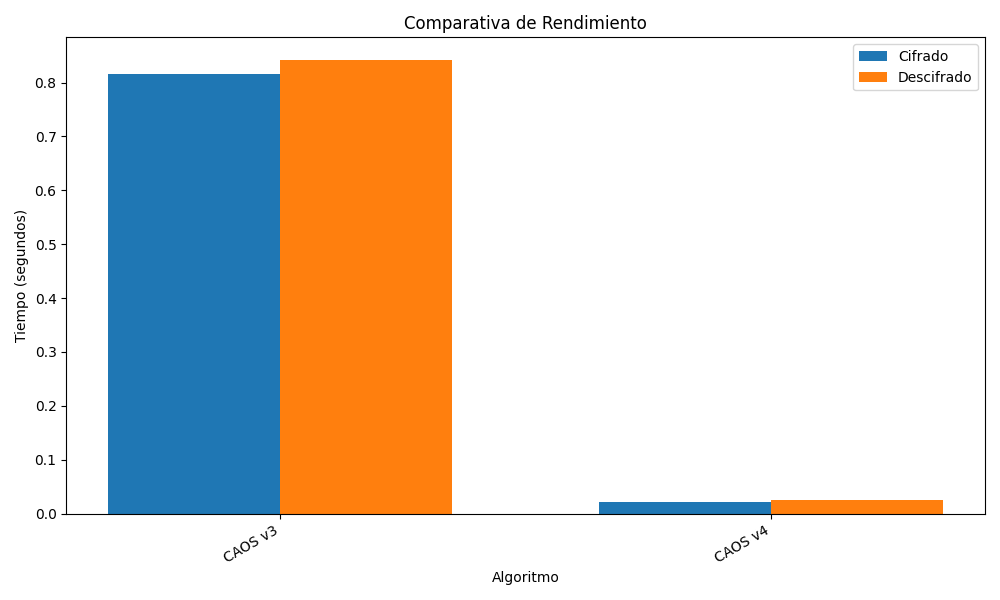 Comparativa de Rendimiento
Cifrado
Descifrado
Tiempo (segundos)
0.8
0.7
0.6
0.5
0.4
0.3
0.2
0.1
0.0
CAOS v3
CAOS v4
Algoritmo